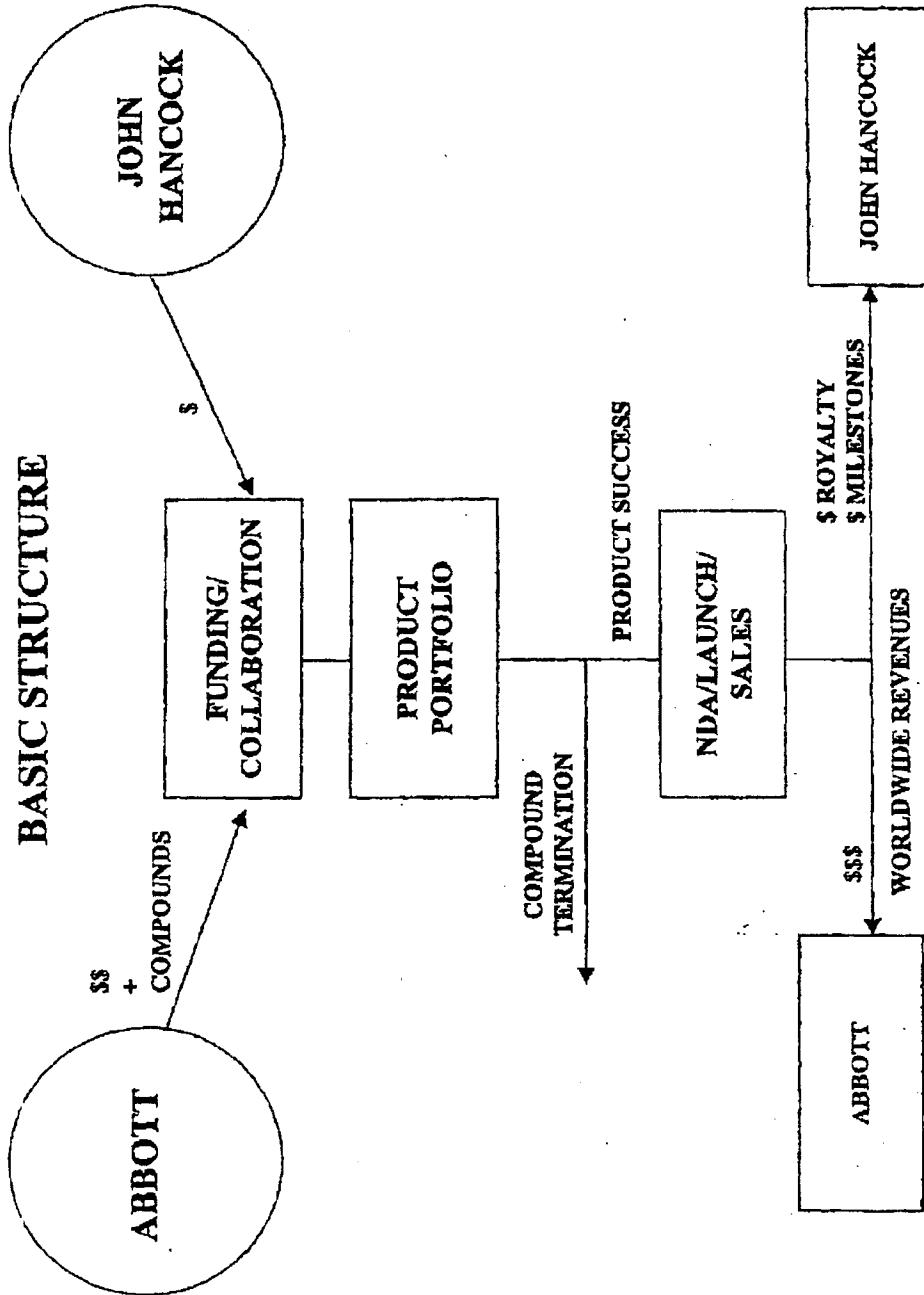 BASIC STRUCTURE
ABBOTT
JOHN
HANCOCK
$$
+
COMPOUNDS
$
FUNDING/
COLLABORATION
PRODUCT
PORTFOLIO
COMPOUND
TERMINATION
PRODUCT SUCCESS
NDA/LAUNCH/
SALES
$$$
WORLDWIDE REVENUES
$ ROYALTY
$ MILESTONES
ABBOTT
JOHN HANCOCK